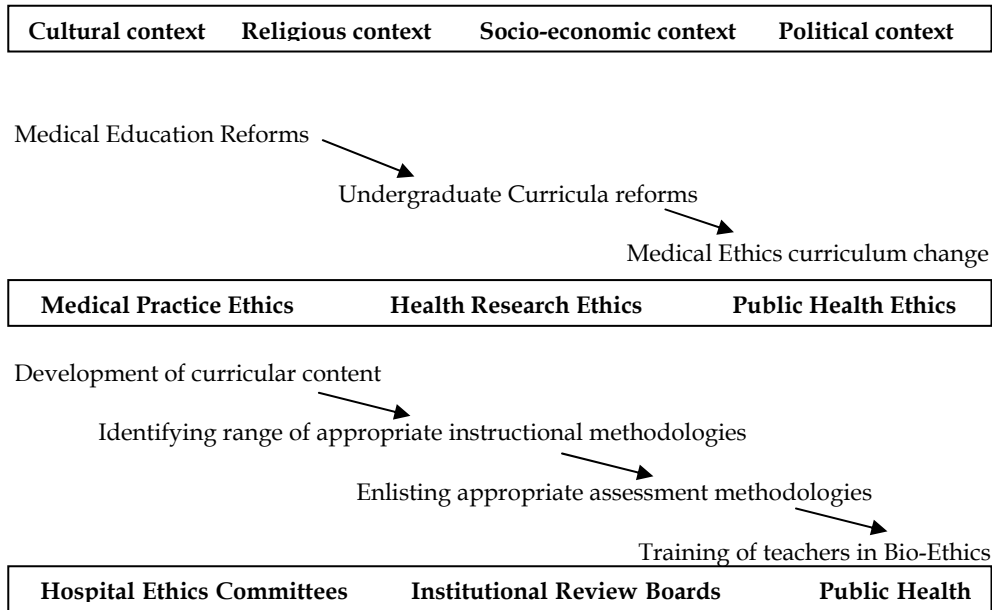 Cultural context Religious context Socio-economic context Political context
Medical Education Reforms
Undergraduate Curricula reforms
Medical Ethics curriculum change
Medical Practice Ethics Health Research Ethics Public Health Ethics
Development of curricular content
Identifying range of appropriate instructional methodologies
Enlisting appropriate assessment methodologies
Training of teachers in Bio-Ethics
Hospital Ethics Committees Institutional Review Boards Public Health